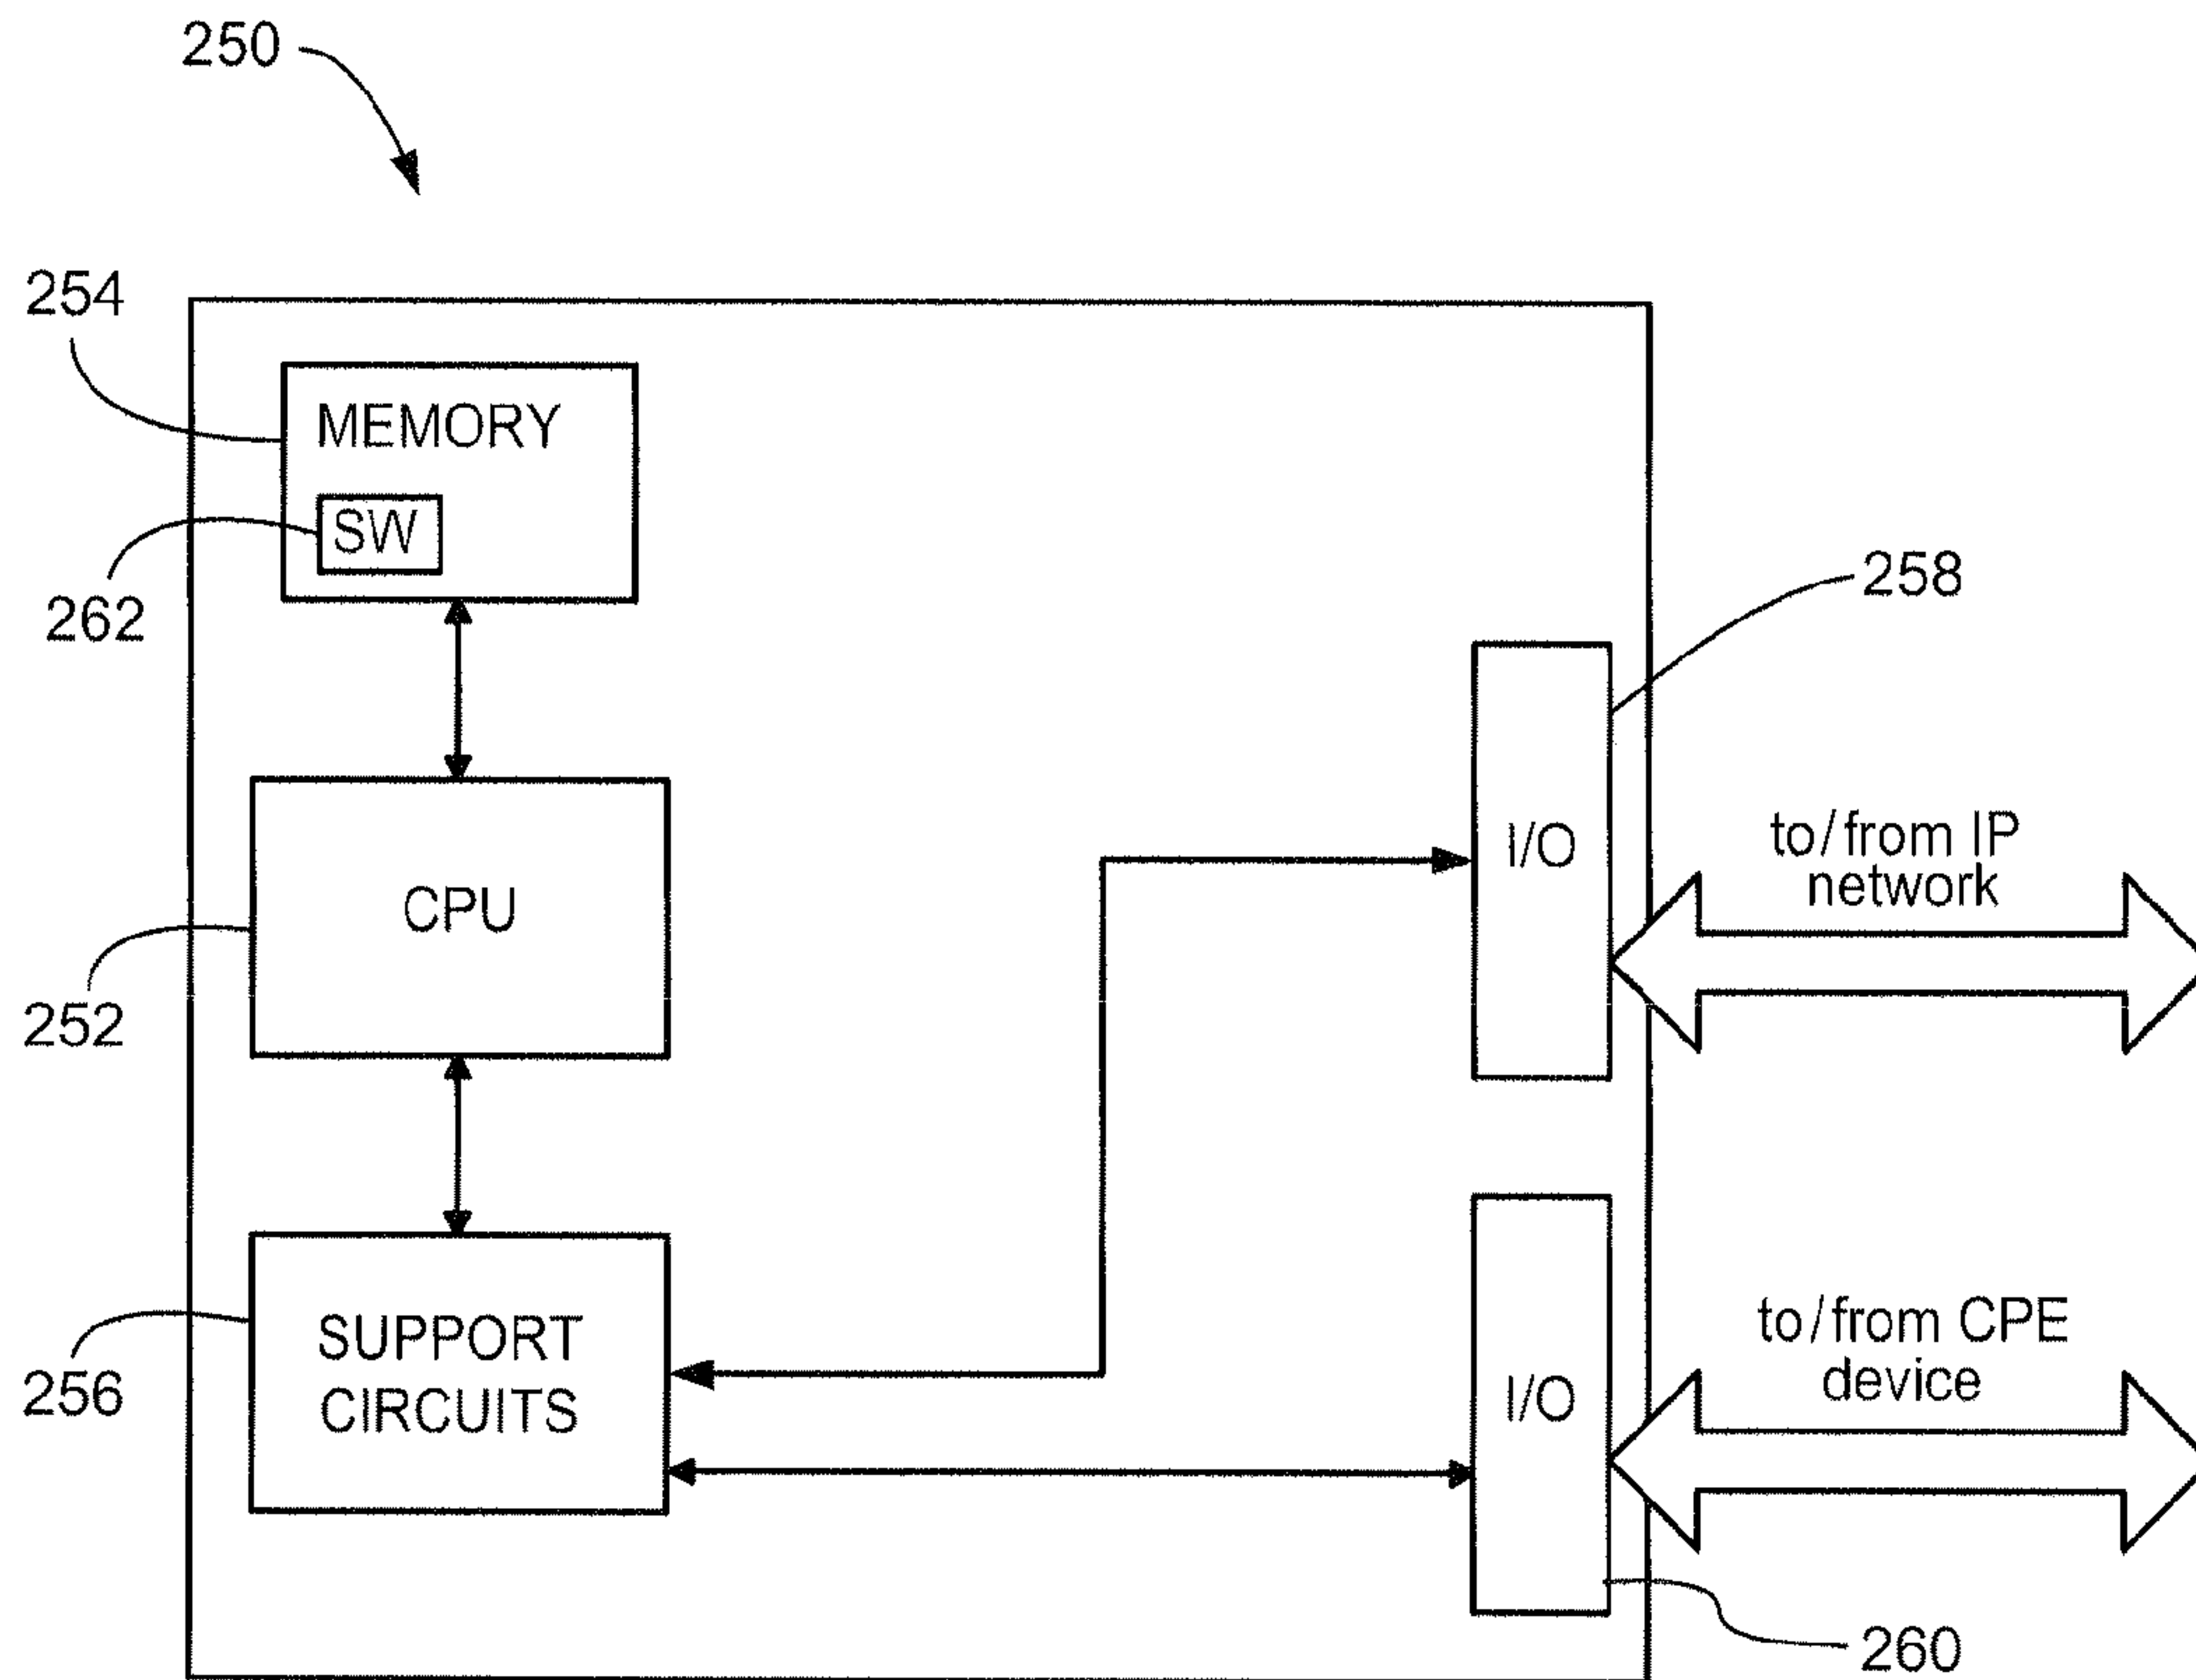 250
254
MEMORY
SW
262
258
I/O
to/from IP
network
CPU
252
SUPPORT
CIRCUITS
256
I/O
to/from CPE
device
260